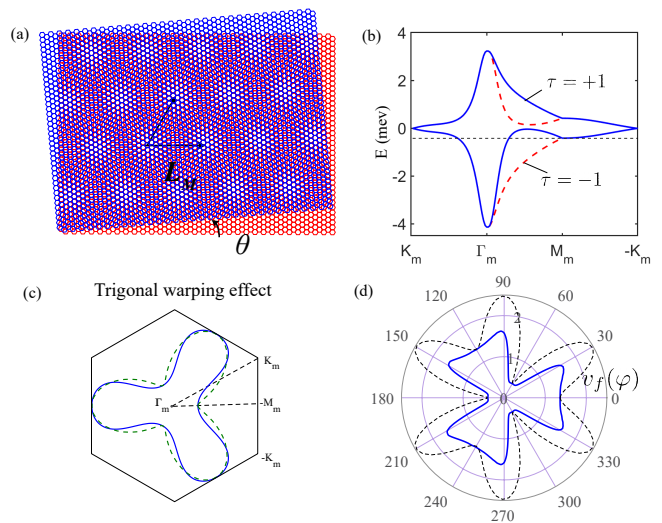 (a)
L_M
θ
(b)
E (mev)
4
2
0
-2
-4
τ = +1
τ = −1
K_m
Γ_m
M_m
-K_m
(c)
Trigonal warping effect
K_m
Γ_m
-M_m
-K_m
(d)
90
120
60
150
30
2
1
v_f(φ)
180
0
0
210
330
240
300
270